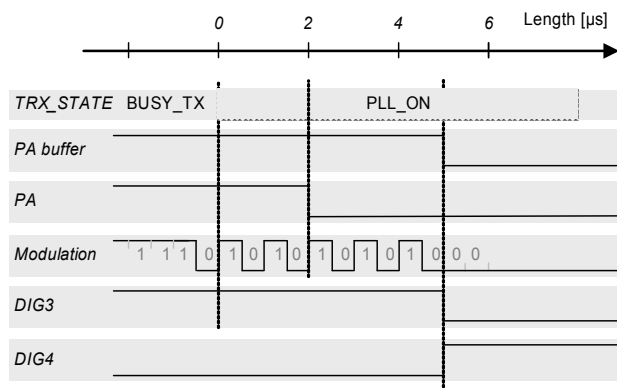 0 2 4 6 Length [µs]
TRX_STATE BUSY_TX PLL_ON
PA buffer
PA
Modulation 1 1 1 0 1 0 1 0 1 0 1 0 1 0 0 0
DIG3
DIG4